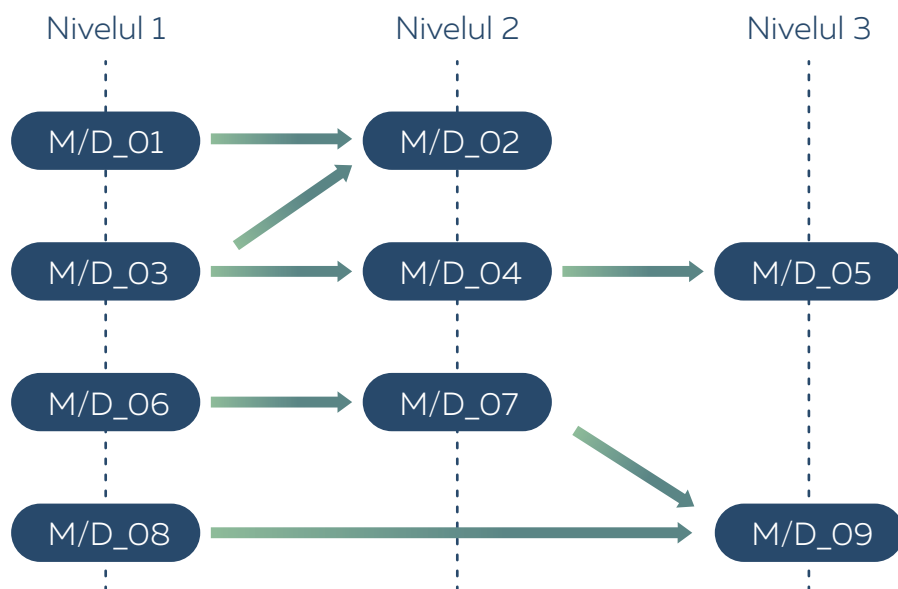 Nivelul 1
Nivelul 2
Nivelul 3
M/D_01
M/D_02
M/D_03
M/D_04
M/D_05
M/D_06
M/D_07
M/D_08
M/D_09